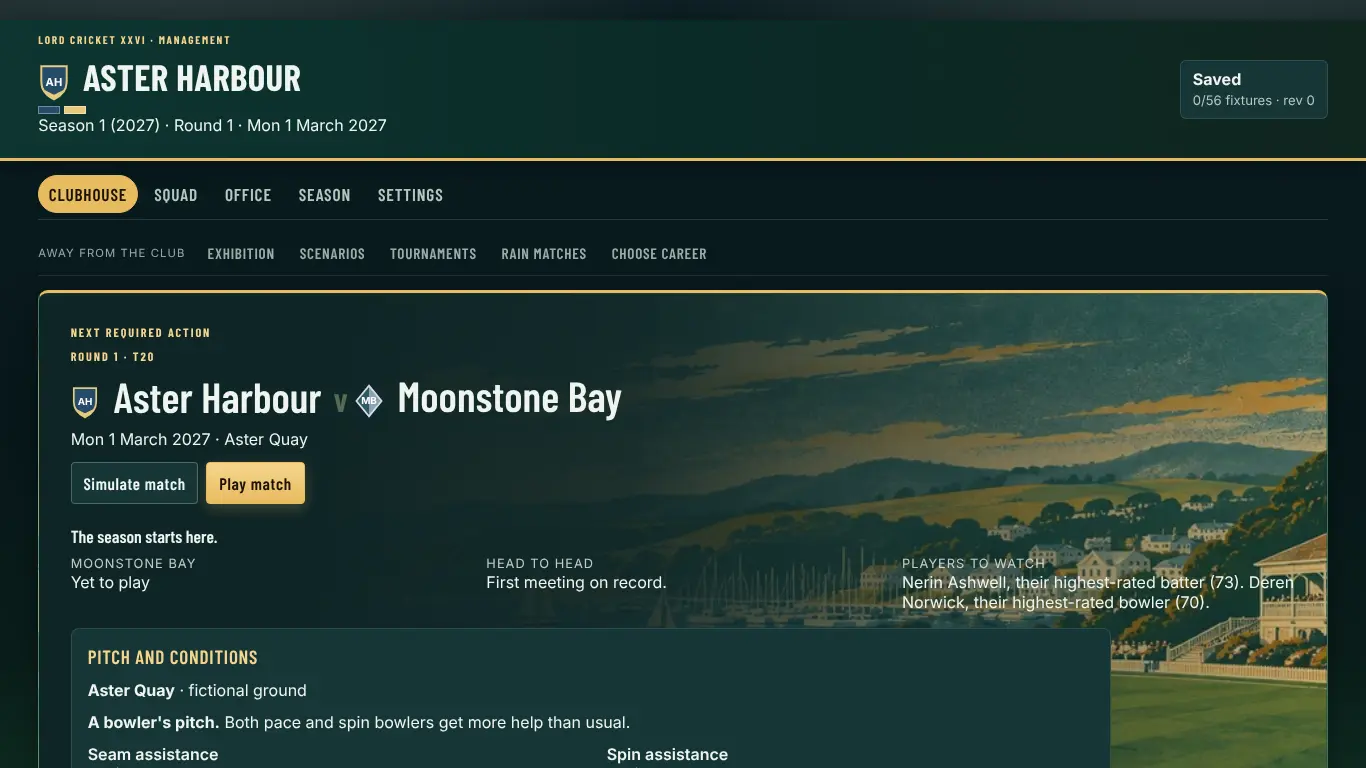 LORD CRICKET XXVI · MANAGEMENT
AH ASTER HARBOUR
Season 1 (2027) · Round 1 · Mon 1 March 2027
Saved
0/56 fixtures · rev 0
CLUBHOUSE SQUAD OFFICE SEASON SETTINGS
AWAY FROM THE CLUB EXHIBITION SCENARIOS TOURNAMENTS RAIN MATCHES CHOOSE CAREER
NEXT REQUIRED ACTION
ROUND 1 · T20
AH Aster Harbour v MB Moonstone Bay
Mon 1 March 2027 · Aster Quay
Simulate match Play match
The season starts here.
MOONSTONE BAY
Yet to play
HEAD TO HEAD
First meeting on record.
PLAYERS TO WATCH
Nerin Ashwell, their highest-rated batter (73). Deren
Norwick, their highest-rated bowler (70).
PITCH AND CONDITIONS
Aster Quay · fictional ground
A bowler's pitch. Both pace and spin bowlers get more help than usual.
Seam assistance Spin assistance